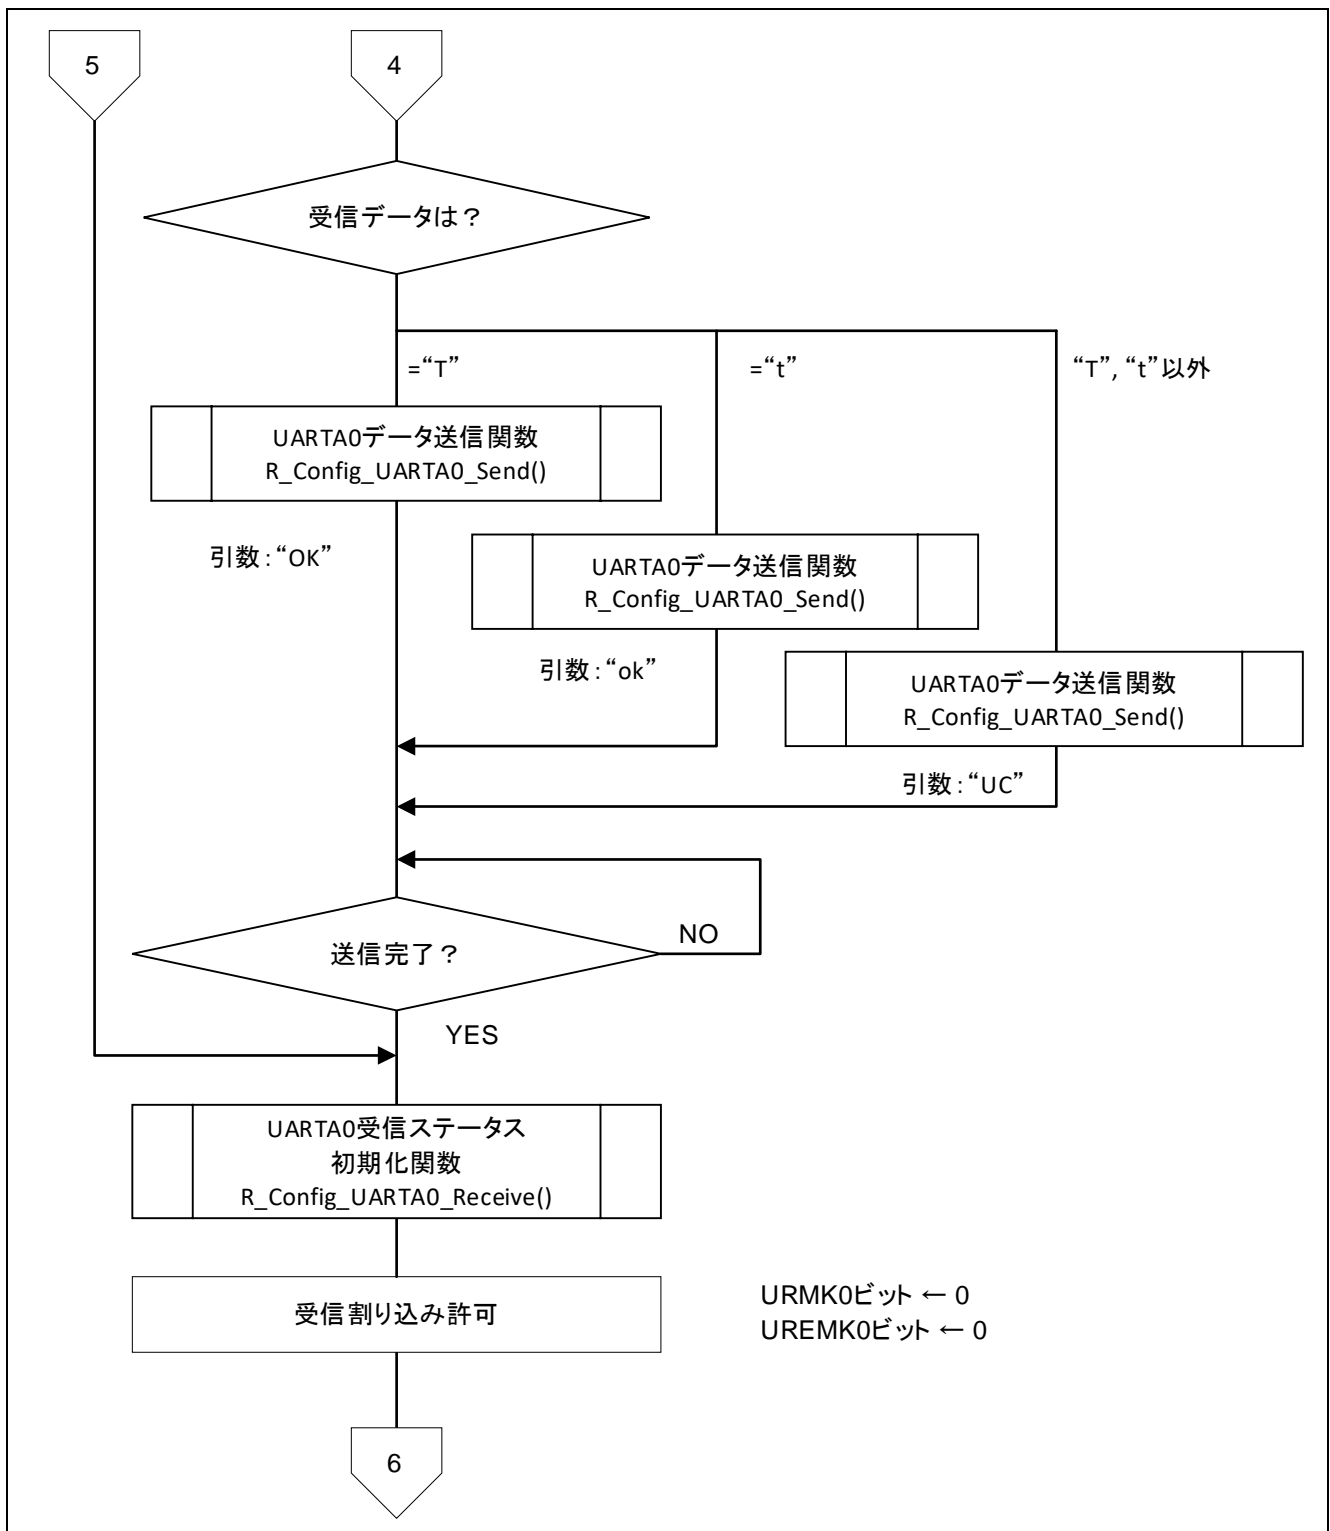 5
4
受信データは？
=“T”
=“t”
“T”, “t”以外
UARTA0データ送信関数
R_Config_UARTA0_Send()
引数：“OK”
UARTA0データ送信関数
R_Config_UARTA0_Send()
引数：“ok”
UARTA0データ送信関数
R_Config_UARTA0_Send()
引数：“UC”
送信完了？
NO
YES
UARTA0受信ステータス
初期化関数
R_Config_UARTA0_Receive()
受信割り込み許可
URMK0ビット ← 0
UREMK0ビット ← 0
6